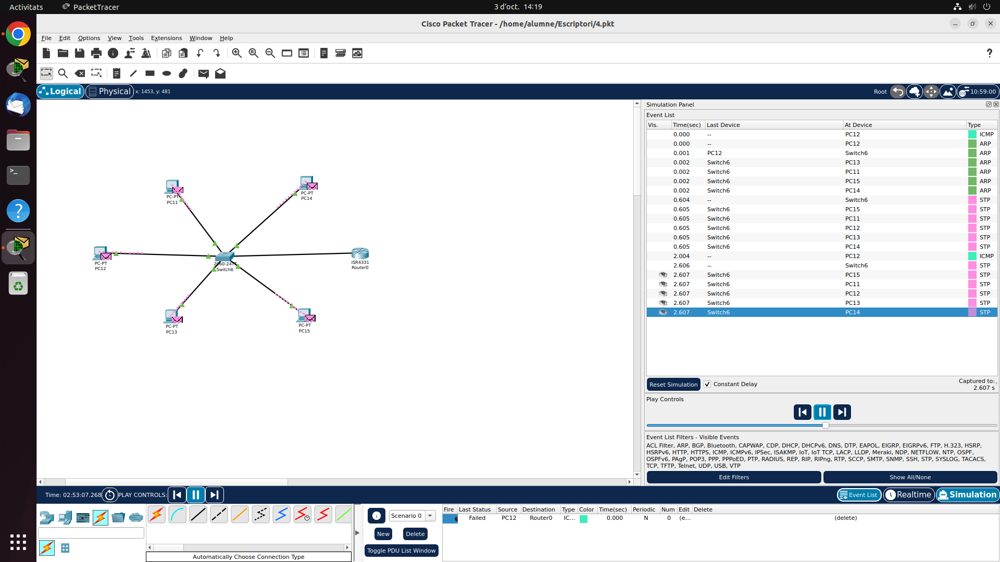 Activitats PacketTracer 3 d'oct. 14:19
Cisco Packet Tracer - /home/alumne/Escriptori/4.pkt
File Edit Options View Tools Extensions Window Help
Logical Physical x: 1453, y: 481 Root 10:59:00
PC-PT
PC11
PC-PT
PC14
PC-PT
PC12
2960-24TT
Switch6
ISR4331
Router0
PC-PT
PC13
PC-PT
PC15
Simulation Panel
Event List
Vis. Time(sec) Last Device At Device Type
0.000 -- PC12 ICMP
0.000 -- PC12 ARP
0.001 PC12 Switch6 ARP
0.002 Switch6 PC13 ARP
0.002 Switch6 PC11 ARP
0.002 Switch6 PC15 ARP
0.002 Switch6 PC14 ARP
0.604 -- Switch6 STP
0.605 Switch6 PC15 STP
0.605 Switch6 PC11 STP
0.605 Switch6 PC12 STP
0.605 Switch6 PC13 STP
0.605 Switch6 PC14 STP
2.004 -- PC12 ICMP
2.606 -- Switch6 STP
2.607 Switch6 PC15 STP
2.607 Switch6 PC11 STP
2.607 Switch6 PC12 STP
2.607 Switch6 PC13 STP
2.607 Switch6 PC14 STP
Reset Simulation Constant Delay Captured to:
2.607 s
Play Controls
Event List Filters - Visible Events
ACL Filter, ARP, BGP, Bluetooth, CAPWAP, CDP, DHCP, DHCPv6, DNS, DTP, EAPOL, EIGRP, EIGRPv6, FTP, H.323, HSRP,
HSRPv6, HTTP, HTTPS, ICMP, ICMPv6, IPSec, ISAKMP, IoT, IoT TCP, LACP, LLDP, Meraki, NDP, NETFLOW, NTP, OSPF,
OSPFv6, PAgP, POP3, PPP, PPPoED, PTP, RADIUS, REP, RIP, RIPng, RTP, SCCP, SMTP, SNMP, SSH, STP, SYSLOG, TACACS,
TCP, TFTP, Telnet, UDP, USB, VTP
Edit Filters Show All/None
Time: 02:53:07.268 PLAY CONTROLS: Event List Realtime Simulation
Automatically Choose Connection Type
Scenario 0
New Delete
Toggle PDU List Window
Fire Last Status Source Destination Type Color Time(sec) Periodic Num Edit Delete
Failed PC12 Router0 IC... 0.000 N 0 (e... (delete)